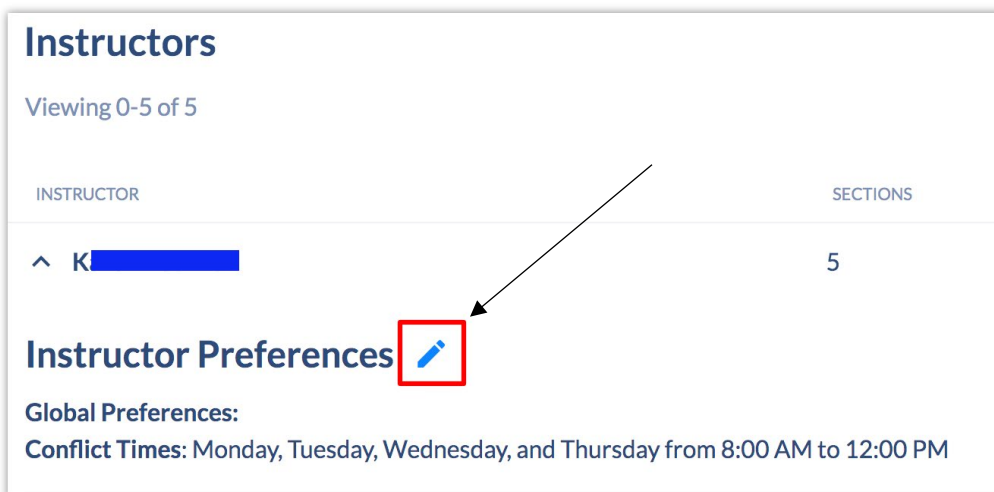 Instructors
Viewing 0-5 of 5
INSTRUCTOR SECTIONS
K 5
Instructor Preferences
Global Preferences:
Conflict Times: Monday, Tuesday, Wednesday, and Thursday from 8:00 AM to 12:00 PM